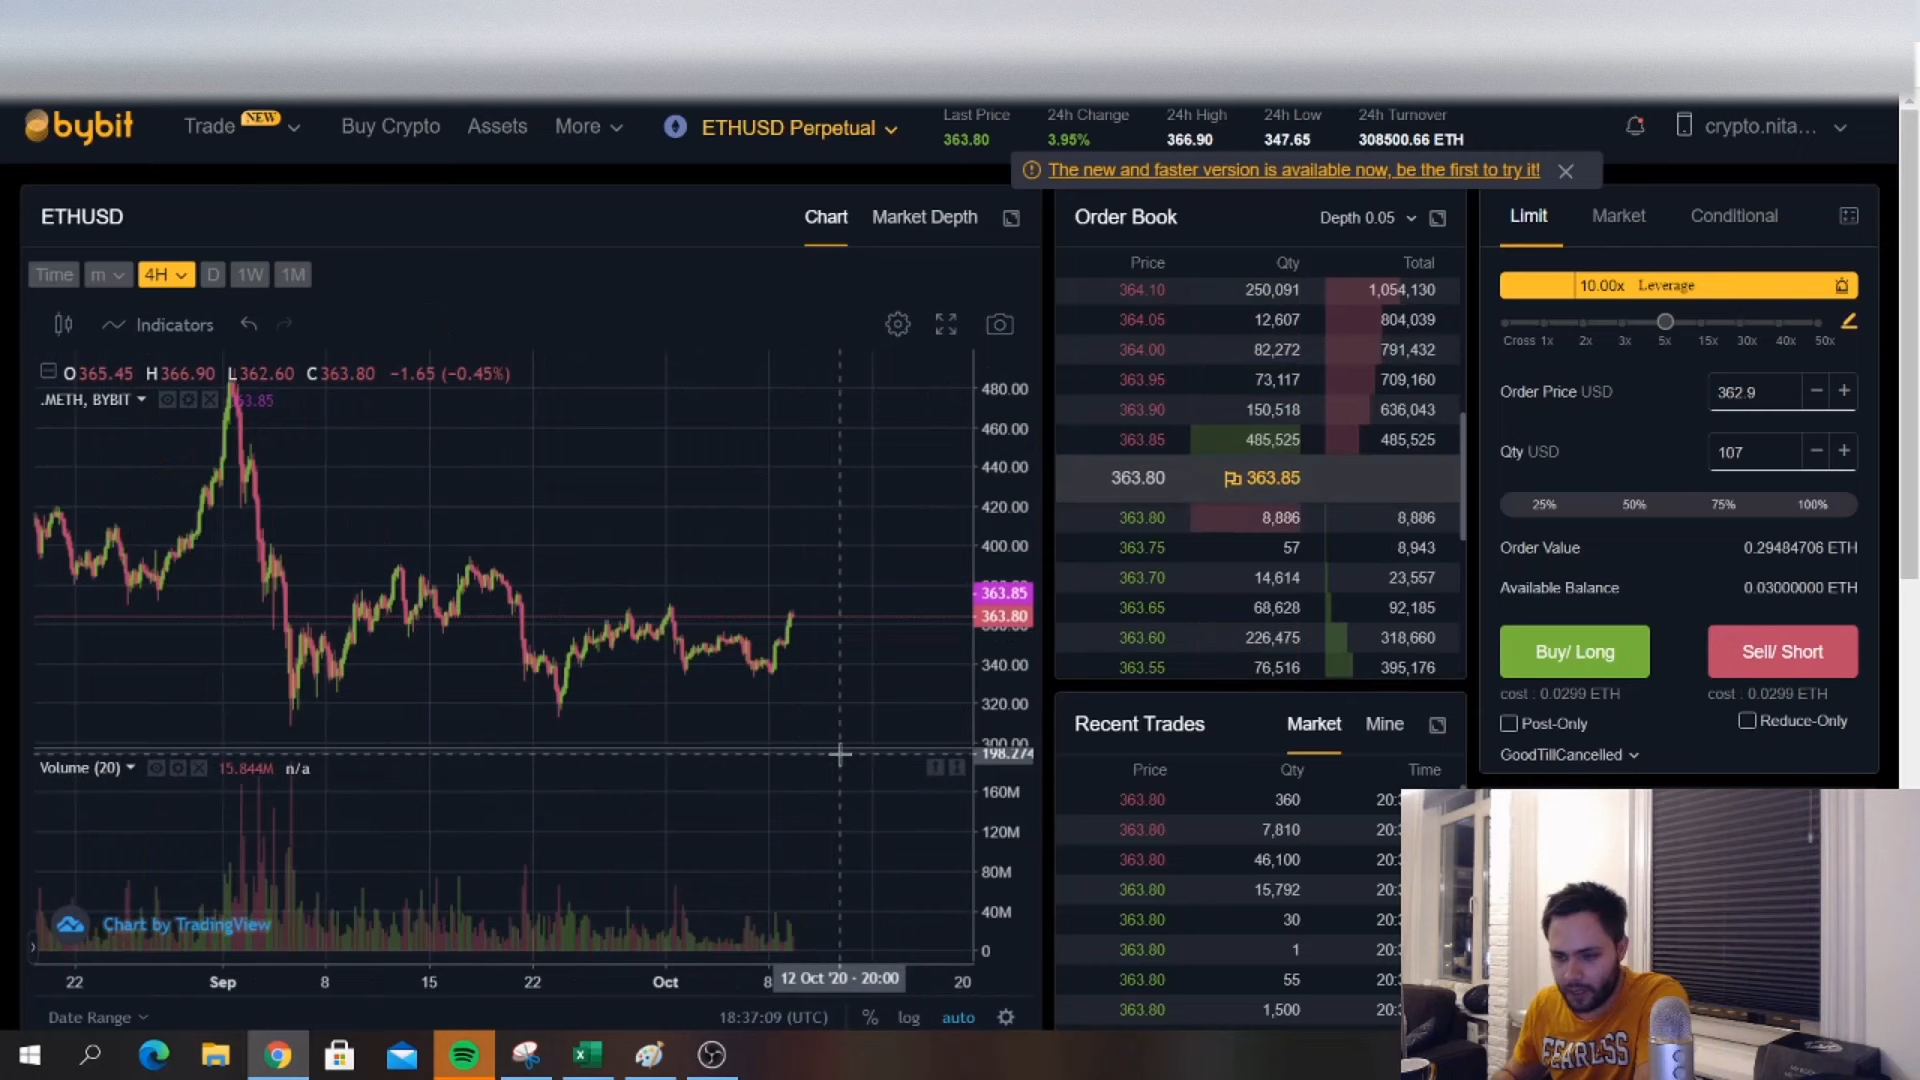 bybit
Trade NEW
Buy Crypto
Assets
More
ETHUSD Perpetual
Last Price
363.80
24h Change
3.95%
24h High
366.90
24h Low
347.65
24h Turnover
308500.66 ETH
crypto.nita...
The new and faster version is available now, be the first to try it!
ETHUSD
Chart
Market Depth
Time m 4H D 1W 1M
Indicators
O 365.45 H 366.90 L 362.60 C 363.80 −1.65 (−0.45%)
.METH, BYBIT
480.00
460.00
440.00
420.00
400.00
363.85
363.80
340.00
320.00
300.00
198.274
Volume (20) 15.844M n/a
160M
120M
80M
40M
0
Chart by TradingView
22 Sep 8 15 22 Oct 8 12 Oct '20 - 20:00 20
Date Range
18:37:09 (UTC) % log auto
Order Book
Depth 0.05
Price Qty Total
364.10 250,091 1,054,130
364.05 12,607 804,039
364.00 82,272 791,432
363.95 73,117 709,160
363.90 150,518 636,043
363.85 485,525 485,525
363.80 363.85
363.80 8,886 8,886
363.75 57 8,943
363.70 14,614 23,557
363.65 68,628 92,185
363.60 226,475 318,660
363.55 76,516 395,176
Recent Trades
Market
Mine
Price Qty Time
363.80 360 20:
363.80 7,810 20:
363.80 46,100 20:
363.80 15,792 20:
363.80 30 20:
363.80 1 20:
363.80 55 20:
363.80 1,500 20:
Limit
Market
Conditional
10.00x Leverage
Cross 1x 2x 3x 5x 15x 30x 40x 50x
Order Price USD
362.9 − +
Qty USD
107 − +
25% 50% 75% 100%
Order Value 0.29484706 ETH
Available Balance 0.03000000 ETH
Buy/ Long
Sell/ Short
cost : 0.0299 ETH
cost : 0.0299 ETH
Post-Only
Reduce-Only
GoodTillCancelled
FEARLESS